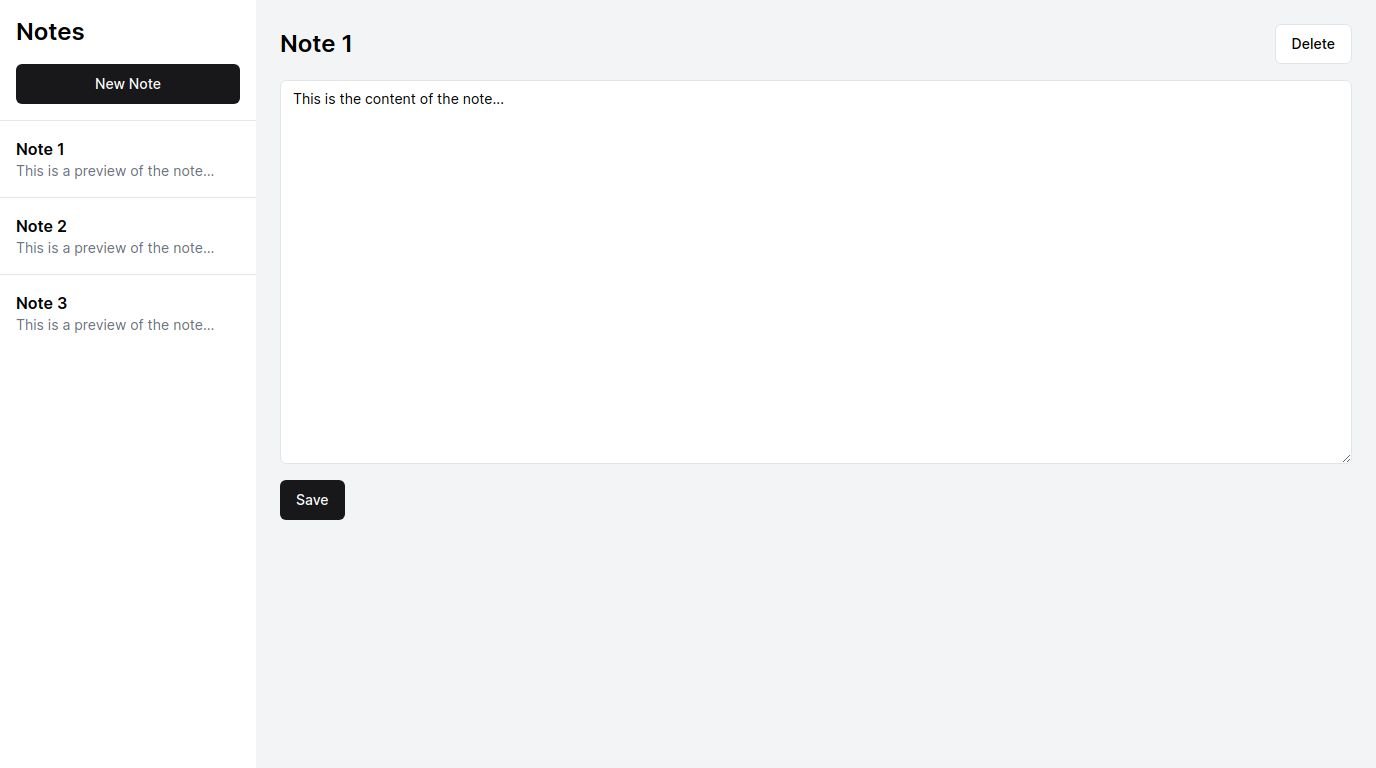 Notes
New Note
Note 1
This is a preview of the note...
Note 2
This is a preview of the note...
Note 3
This is a preview of the note...
Note 1
Delete
This is the content of the note...
Save